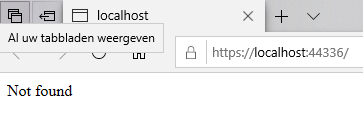 localhost
Al uw tabbladen weergeven
https://localhost:44336/
Not found